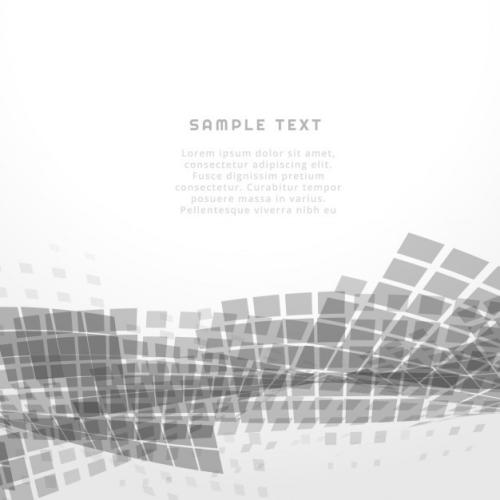 SAMPLE TEXT
Lorem ipsum dolor sit amet,
consectetur adipiscing elit.
Fusce dignissim pretium
consectetur. Curabitur tempor
posuere massa in varius.
Pellentesque viverra nibh eu